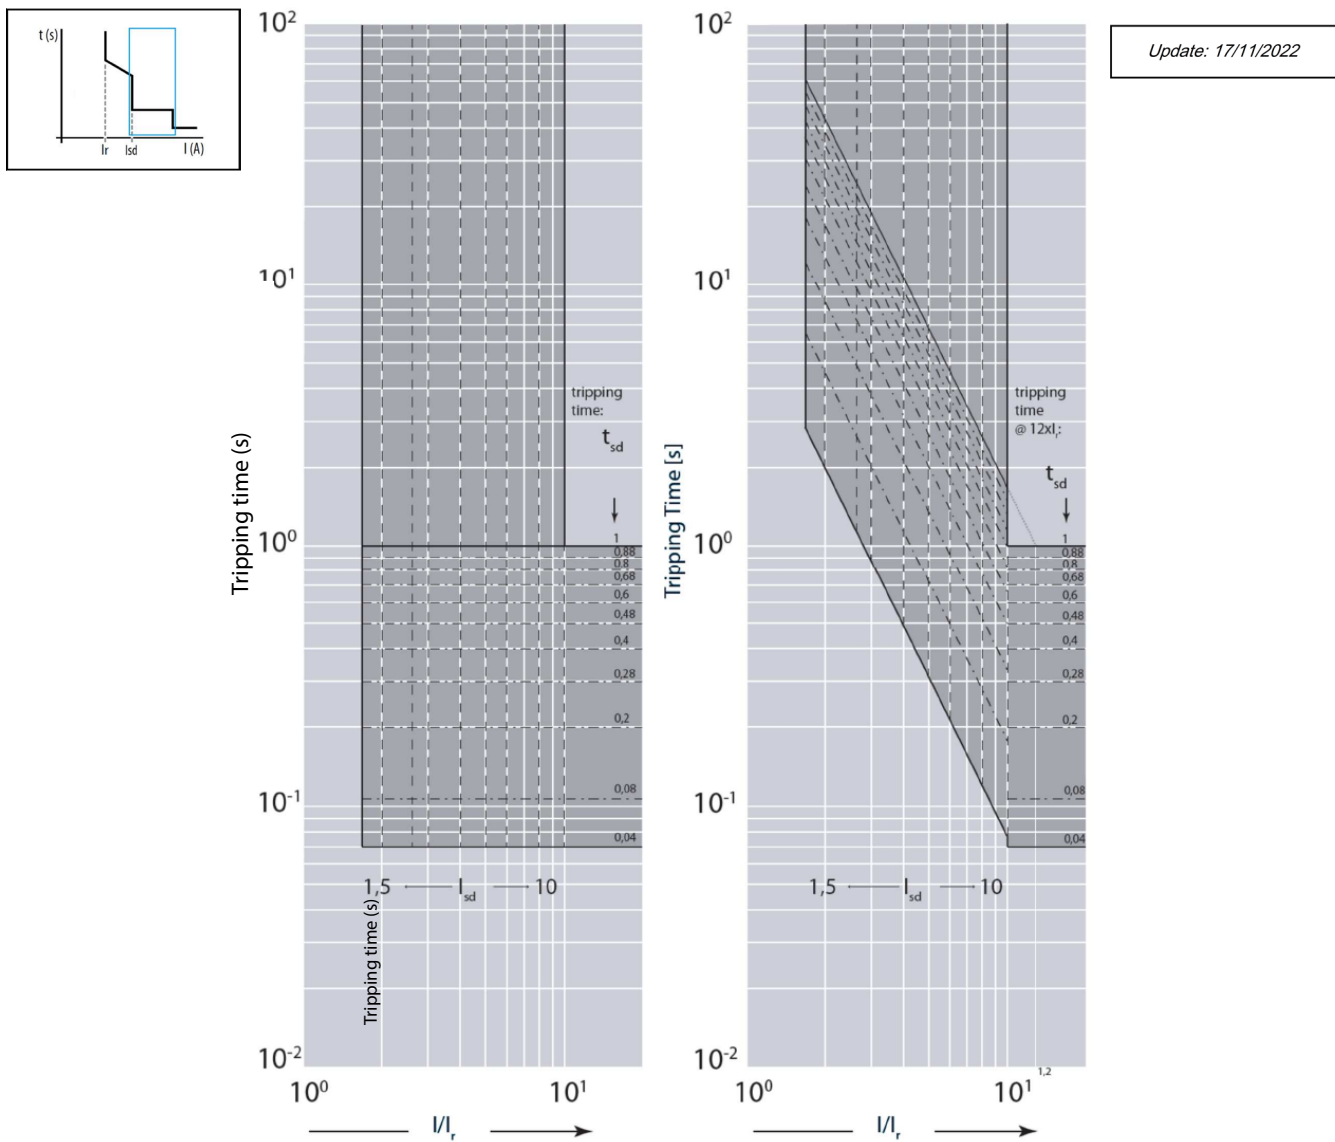 t (s)
Ir
Isd
I (A)
Update: 17/11/2022
10²
10¹
10⁰
10⁻¹
10⁻²
Tripping time (s)
tripping
time:
tsd
1
0,88
0,8
0,68
0,6
0,48
0,4
0,28
0,2
0,08
0,04
1,5 Isd 10
Tripping time (s)
10⁰ 10¹
I/Ir
10²
10¹
10⁰
10⁻¹
10⁻²
Tripping Time [s]
tripping
time
@ 12xIr:
tsd
1
0,88
0,8
0,68
0,6
0,48
0,4
0,28
0,2
0,08
0,04
1,5 Isd 10
10⁰ 10¹ 1,2
I/Ir